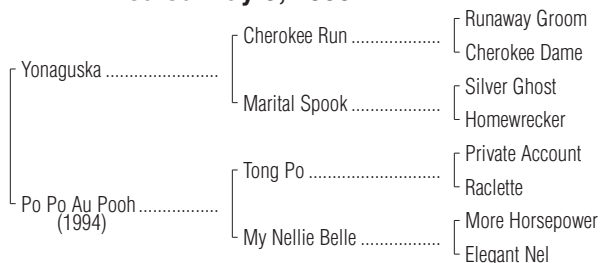 Runaway Groom
Cherokee Run ....................
Cherokee Dame
Yonaguska .........................
Silver Ghost
Marital Spook ....................
Homewrecker
Private Account
Tong Po .............................
Raclette
Po Po Au Pooh ..................
(1994)
More Horsepower
My Nellie Belle ..................
Elegant Nel